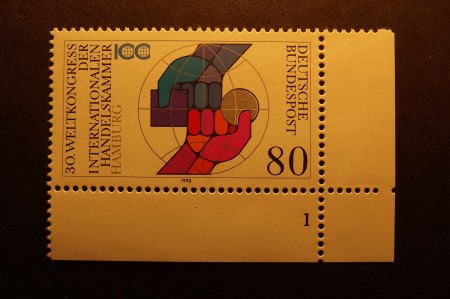 30. WELTKONGRESS
DER
INTERNATIONALEN
HANDELSKAMMER
HAMBURG
100
DEUTSCHE
BUNDESPOST
80
1990
1